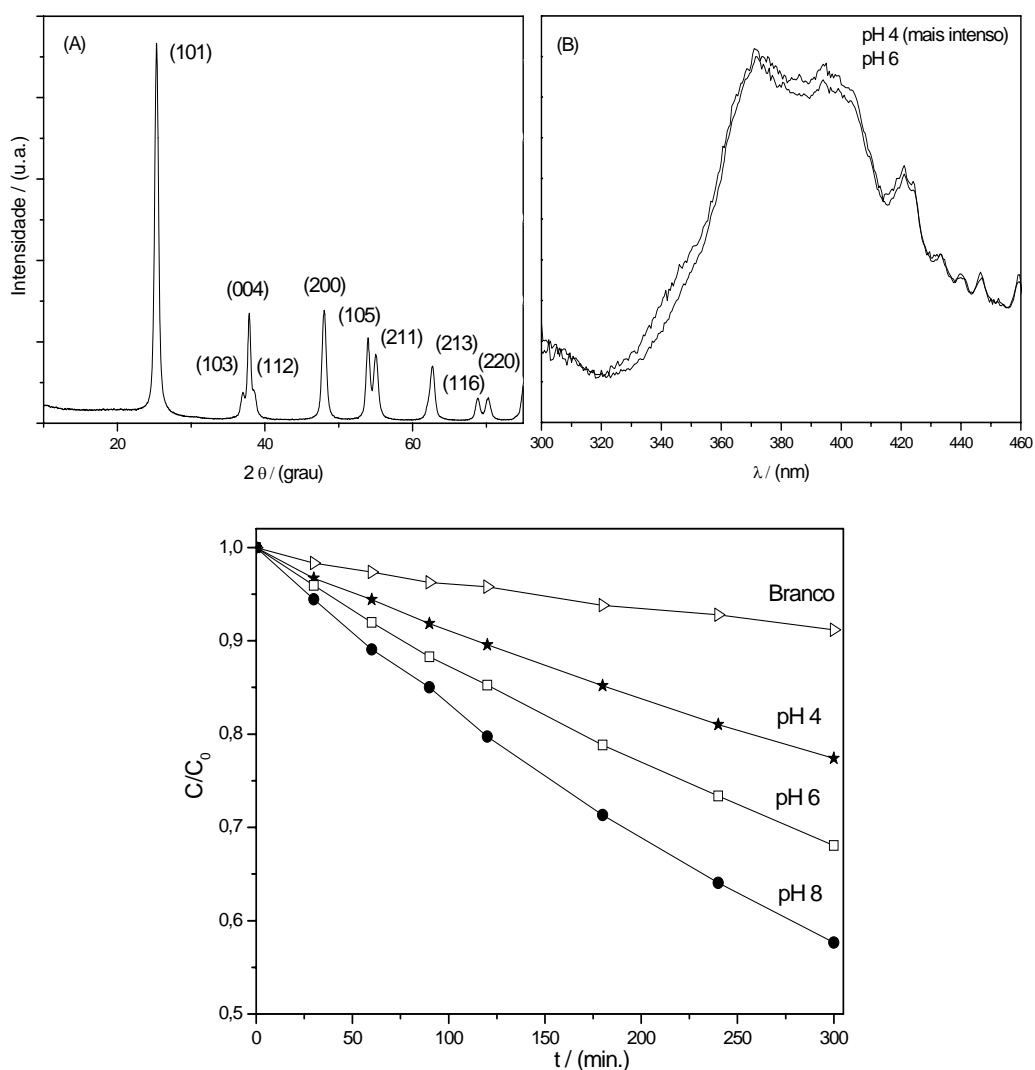 (A)
(101)
(004)
(200)
(105)
(211)
(213)
(220)
(103)
(112)
(116)
Intensidade / (u.a.)
20
40
60
2 θ / (grau)
(B)
pH 4 (mais intenso)
pH 6
300
320
340
360
380
400
420
440
460
λ / (nm)
1,0
0,9
0,8
0,7
0,6
0,5
C/C0
Branco
pH 4
pH 6
pH 8
0
50
100
150
200
250
300
t / (min.)